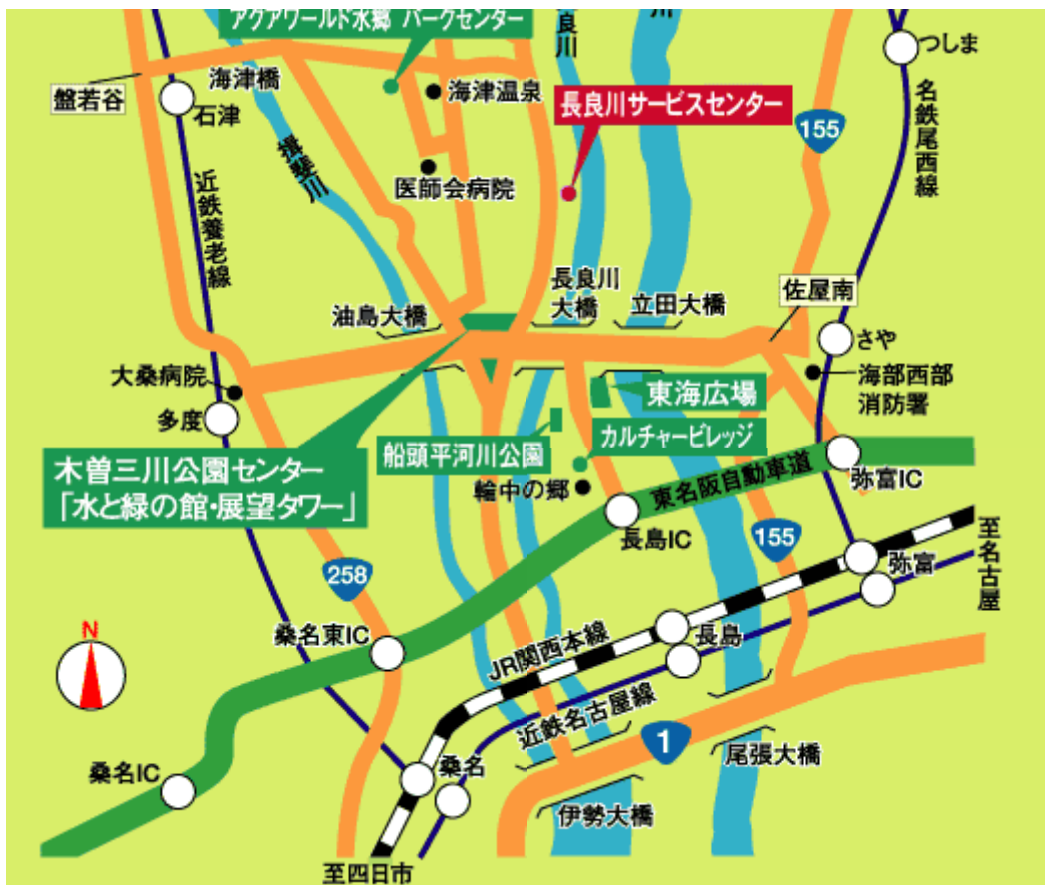 アクアワールド水郷 パークセンター
良川
川
つしま
海津橋
盤若谷
石津
海津温泉
長良川サービスセンター
155
名鉄尾西線
揖斐川
医師会病院
近鉄養老線
油島大橋
長良川
大橋
立田大橋
佐屋南
さや
大桑病院
海部西部
消防署
多度
東海広場
船頭平河川公園
カルチャービレッジ
木曽三川公園センター
「水と緑の館・展望タワー」
輪中の郷
東名阪自動車道
弥富IC
長島IC
155
至名古屋
弥富
258
桑名東IC
N
JR関西本線
長島
近鉄名古屋線
1
桑名IC
桑名
尾張大橋
伊勢大橋
至四日市